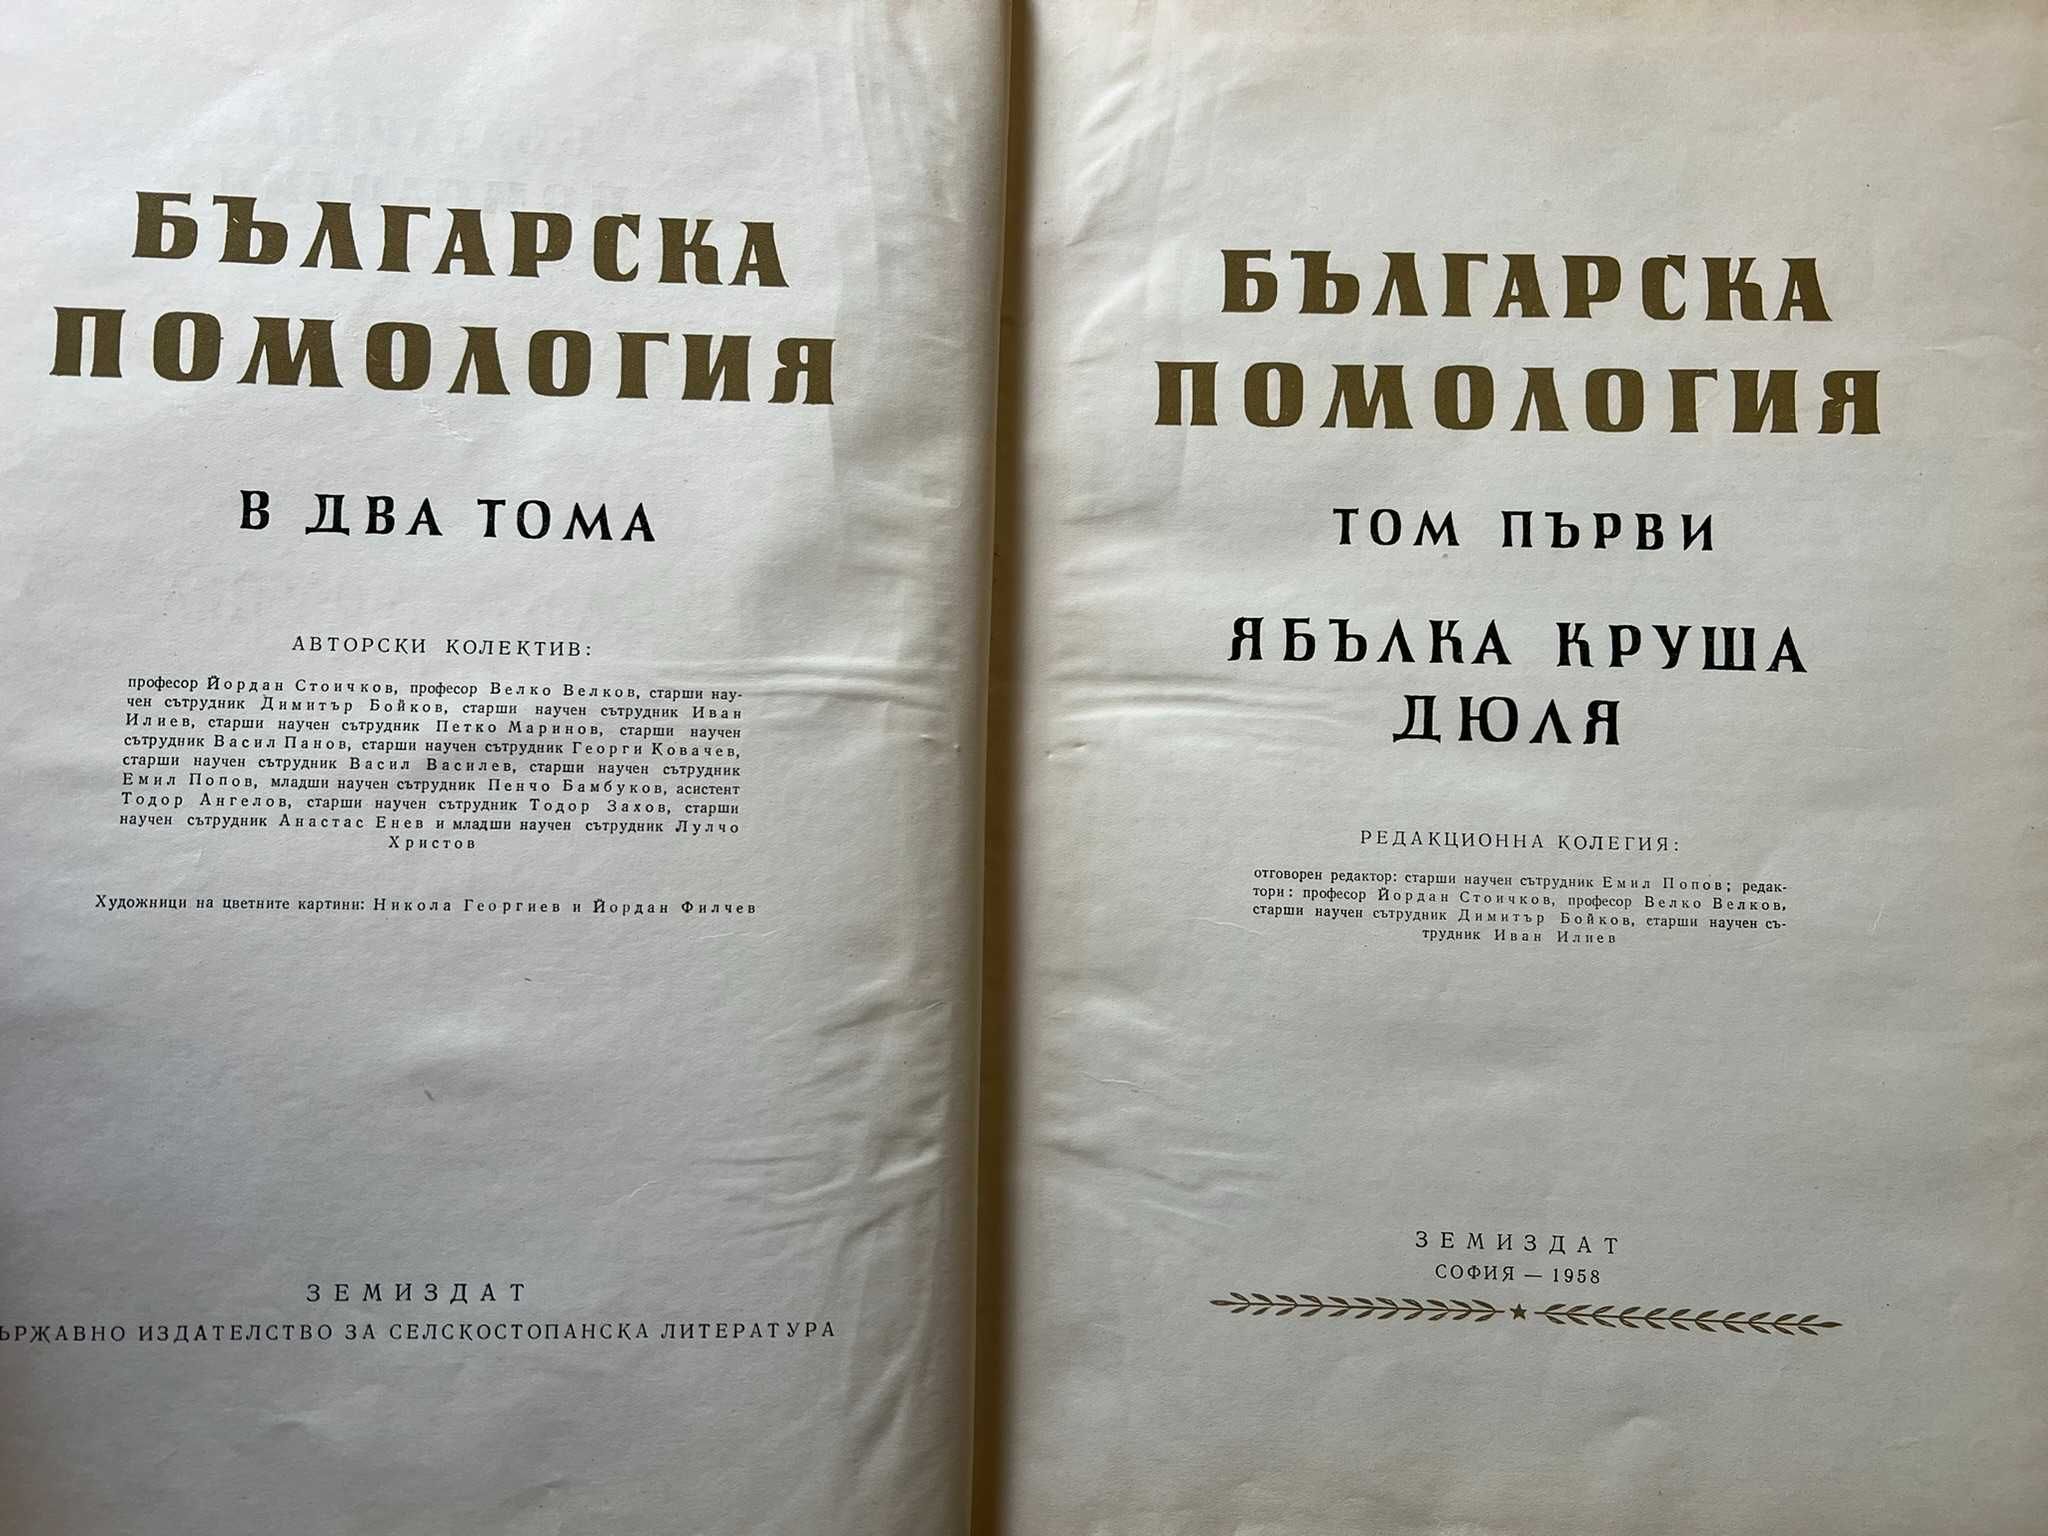 БЪЛГАРСКА
ПОМОЛОГИЯ
В ДВА ТОМА
АВТОРСКИ КОЛЕКТИВ:
професор Йордан Стоичков, професор Велко Велков, старши нау-
чен сътрудник Димитър Бойков, старши научен сътрудник Иван
Илиев, старши научен сътрудник Петко Маринов, старши научен
сътрудник Васил Панов, старши научен сътрудник Георги Ковачев,
старши научен сътрудник Васил Василев, старши научен сътрудник
Емил Попов, младши научен сътрудник Пенчо Бамбуков, асистент
Тодор Ангелов, старши научен сътрудник Тодор Захов, старши
научен сътрудник Анастас Енев и младши научен сътрудник Лулчо
Христов
Художници на цветните картини: Никола Георгиев и Йордан Филчев
ЗЕМИЗДАТ
ЪРЖАВНО ИЗДАТЕЛСТВО ЗА СЕЛСКОСТОПАНСКА ЛИТЕРАТУРА
БЪЛГАРСКА
ПОМОЛОГИЯ
ТОМ ПЪРВИ
ЯБЪЛКА КРУША
ДЮЛЯ
РЕДАКЦИОННА КОЛЕГИЯ:
отговорен редактор: старши научен сътрудник Емил Попов; редак-
тори: професор Йордан Стоичков, професор Велко Велков,
старши научен сътрудник Димитър Бойков, старши научен съ-
трудник Иван Илиев
ЗЕМИЗДАТ
СОФИЯ — 1958